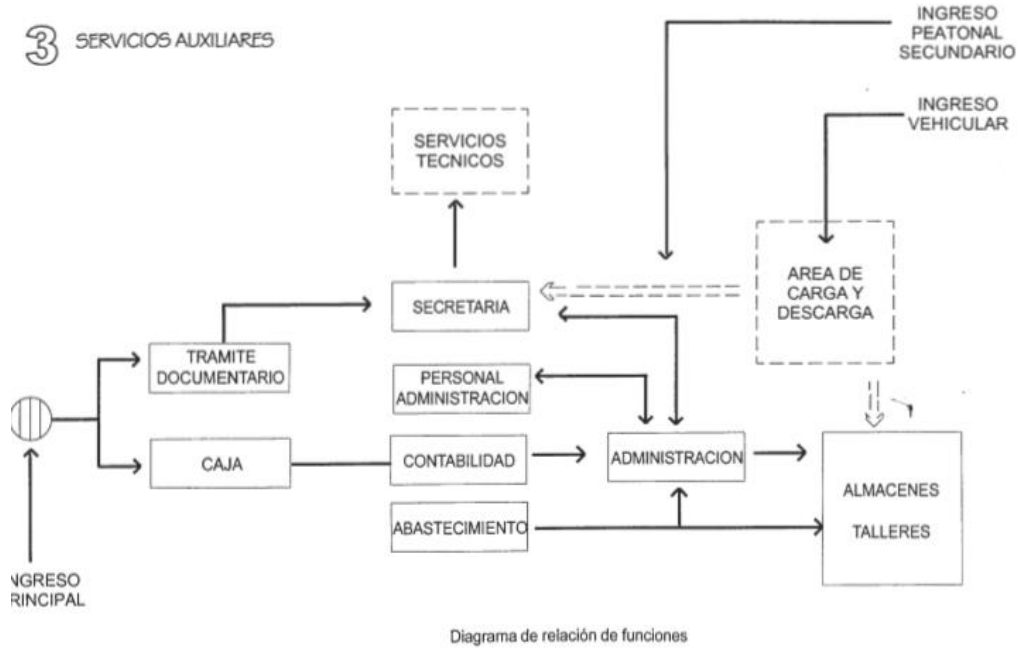 3 SERVICIOS AUXILIARES
INGRESO
PEATONAL
SECUNDARIO
INGRESO
VEHICULAR
SERVICIOS
TECNICOS
AREA DE
CARGA Y
DESCARGA
SECRETARIA
TRAMITE
DOCUMENTARIO
PERSONAL
ADMINISTRACION
CAJA
CONTABILIDAD
ADMINISTRACION
ALMACENES
TALLERES
ABASTECIMIENTO
NGRESO
RINCIPAL
Diagrama de relación de funciones